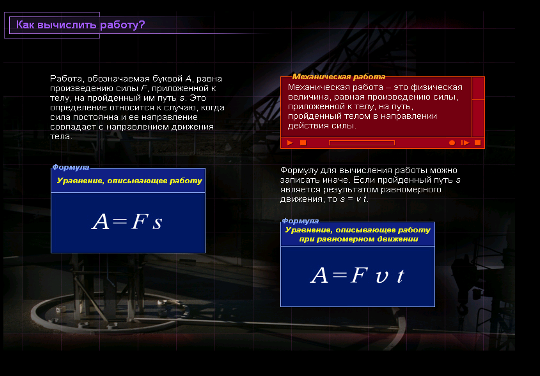 Как вычислить работу?
Работа, обозначаемая буквой A, равна
произведению силы F, приложенной к
телу, на пройденный им путь s. Это
определение относится к случаю, когда
сила постоянна и ее направление
совпадает с направлением движения
тела.
Формула
Уравнение, описывающее работу
A=F s
Механическая работа
Механическая работа – это физическая
величина, равная произведению силы,
приложенной к телу, на путь,
пройденный телом в направлении
действия силы.
Формулу для вычисления работы можно
записать иначе. Если пройденный путь s
является результатом равномерного
движения, то s = v t.
Формула
Уравнение, описывающее работу
при равномерном движении
A=F v t